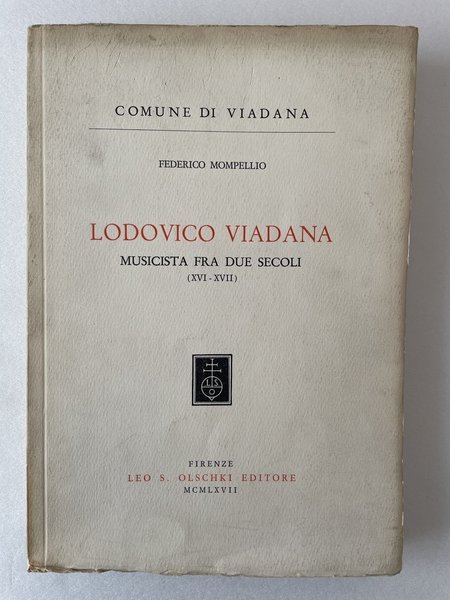 COMUNE DI VIADANA
FEDERICO MOMPELLIO
LODOVICO VIADANA
MUSICISTA FRA DUE SECOLI
(XVI-XVII)
L S
O
FIRENZE
LEO S. OLSCHKI EDITORE
MCMLXVII